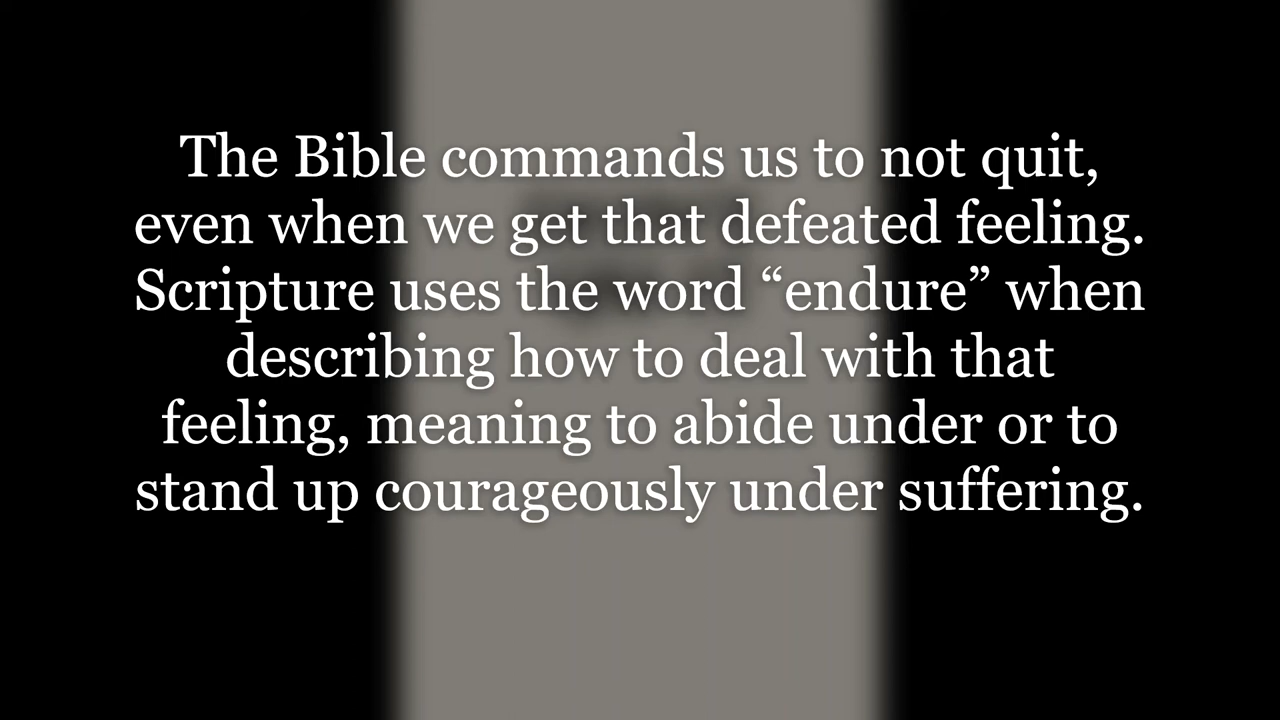 The Bible commands us to not quit,
even when we get that defeated feeling.
Scripture uses the word “endure” when
describing how to deal with that
feeling, meaning to abide under or to
stand up courageously under suffering.